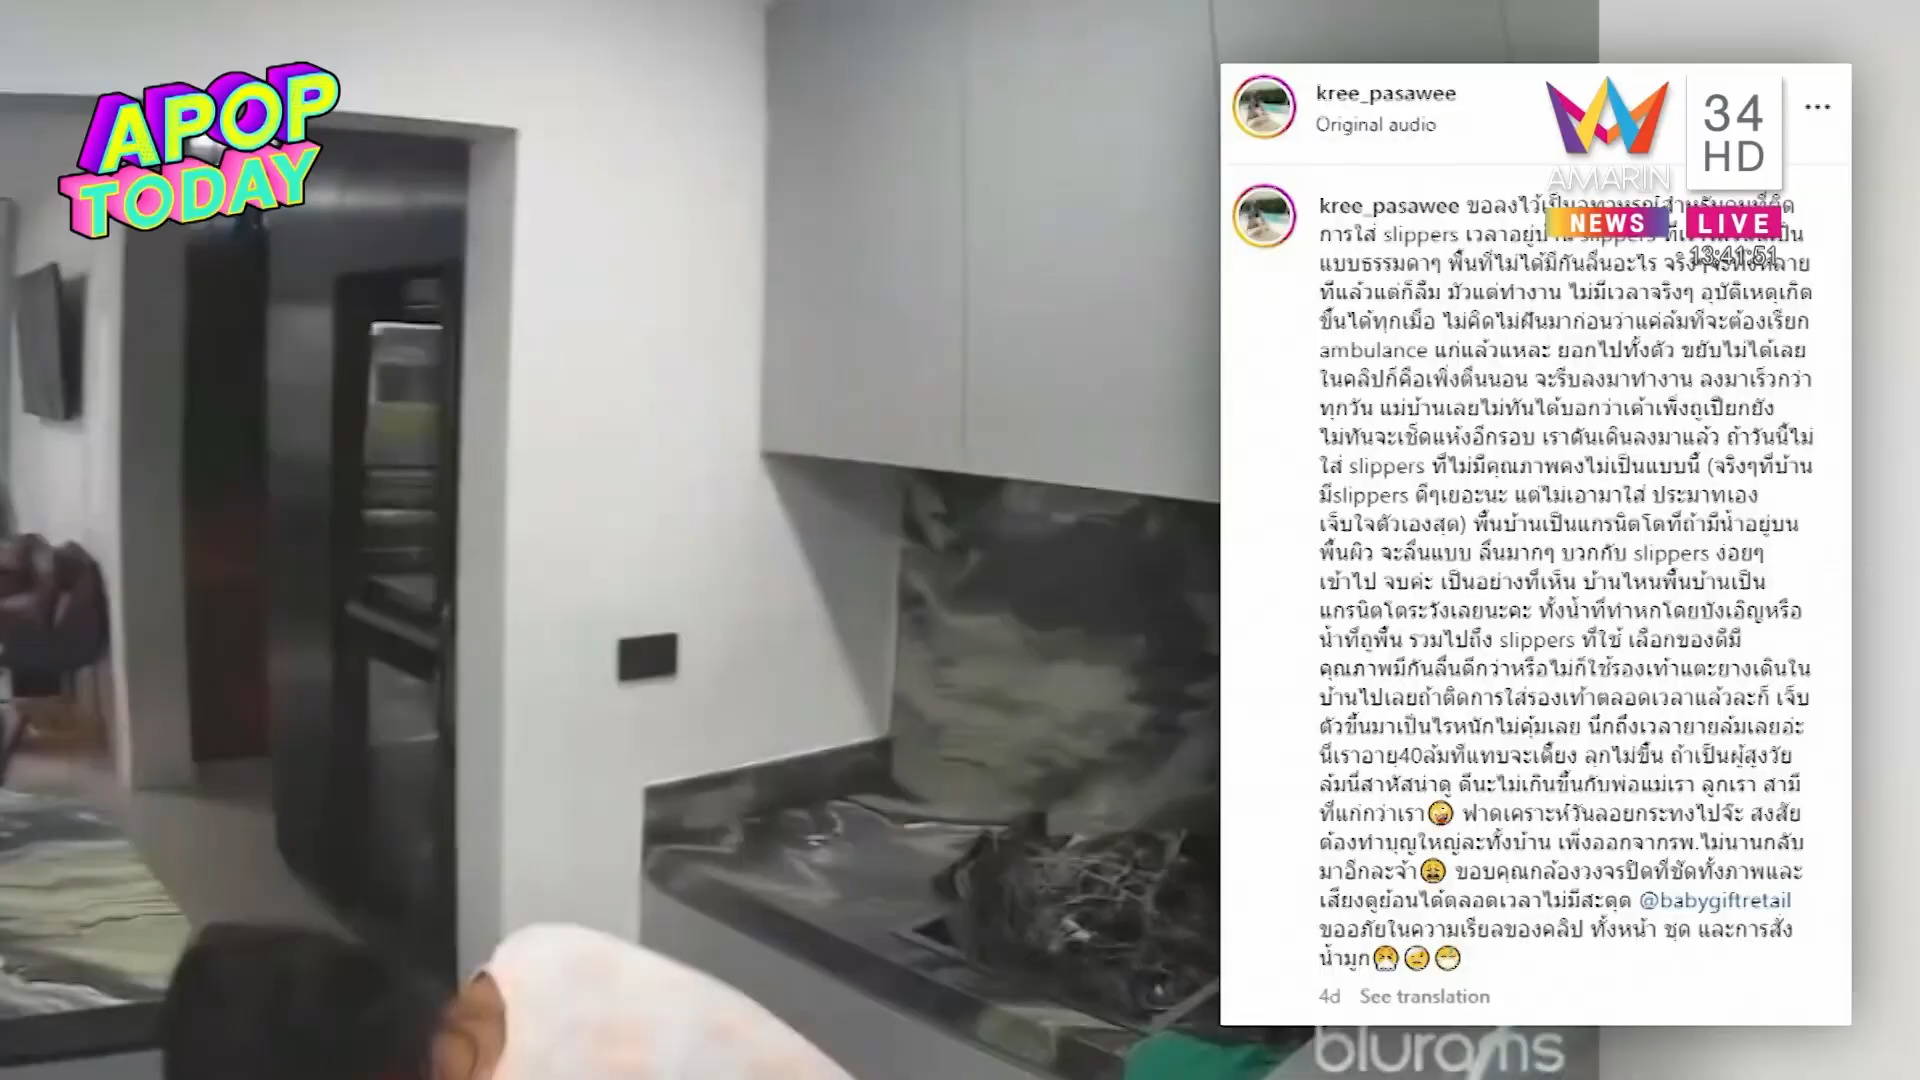 APOP
TODAY
kree_pasawee
Original audio
34
HD
AMARIN
NEWS
LIVE
13:41:51
kree_pasawee ขอลงไว้เป็นอุทาหรณ์สำหรับคนที่ติด
การใส่ slippers เวลาอยู่บ้าน slippers ที่เราใส่
แบบธรรมดาๆ พื้นที่ไม่ได้มีกันลื่นอะไร จริงๆจะทิ้งหลาย
ทีแล้วแต่ก็ลืม มัวแต่ทำงาน ไม่มีเวลาจริงๆ อุบัติเหตุเกิด
ขึ้นได้ทุกเมื่อ ไม่คิดไม่ฝันมาก่อนว่าแค่ล้มทีจะต้องเรียก
ambulance แก่แล้วแหละ ยอกไปทั้งตัว ขยับไม่ได้เลย
ในคลิปก็คือเพิ่งตื่นนอน จะรีบลงมาทำงาน ลงมาเร็วกว่า
ทุกวัน แม่บ้านเลยไม่ทันได้บอกว่าเค้าเพิ่งถูเปียกยัง
ไม่ทันจะเช็ดแห้งอีกรอบ เราดันเดินลงมาแล้ว ถ้าวันนี้ไม่
ใส่ slippers ที่ไม่มีคุณภาพคงไม่เป็นแบบนี้ (จริงๆที่บ้าน
มีslippers ดีๆเยอะนะ แต่ไม่เอามาใส่ ประมาทเอง
เจ็บใจตัวเองสุด) พื้นบ้านเป็นแกรนิตโตที่ถ้ามีน้ำอยู่บน
พื้นผิว จะลื่นแบบ ลื่นมากๆ บวกกับ slippers ง่อยๆ
เข้าไป จบค่ะ เป็นอย่างที่เห็น บ้านไหนพื้นบ้านเป็น
แกรนิตโตระวังเลยนะคะ ทั้งน้ำที่ทำหกโดยบังเอิญหรือ
น้ำที่ถูพื้น รวมไปถึง slippers ที่ใช้ เลือกของดีมี
คุณภาพมีกันลื่นดีกว่าหรือไม่ก็ใช้รองเท้าแตะยางเดินใน
บ้านไปเลยถ้าติดการใส่รองเท้าตลอดเวลาแล้วละก็ เจ็บ
ตัวขึ้นมาเป็นไรหนักไม่คุ้มเลย นึกถึงเวลายายล้มเลยอ่ะ
นี่เราอายุ40ล้มทีแทบจะเดี้ยง ลุกไม่ขึ้น ถ้าเป็นผู้สูงวัย
ล้มนี่สาหัสน่าดู ดีนะไม่เกินขึ้นกับพ่อแม่เรา ลูกเรา สามี
ที่แก่กว่าเรา🤪 ฟาดเคราะห์วันลอยกระทงไปจ๊ะ สงสัย
ต้องทำบุญใหญ่ละทั้งบ้าน เพิ่งออกจากรพ.ไม่นานกลับ
มาอีกละจ้า😩 ขอบคุณกล้องวงจรปิดที่ชัดทั้งภาพและ
เสียงดูย้อนได้ตลอดเวลาไม่มีสะดุด @babygiftretail
ขออภัยในความเรียลของคลิป ทั้งหน้า ชุด และการสั่ง
น้ำมูก😤🤕😷
4d See translation
blurams